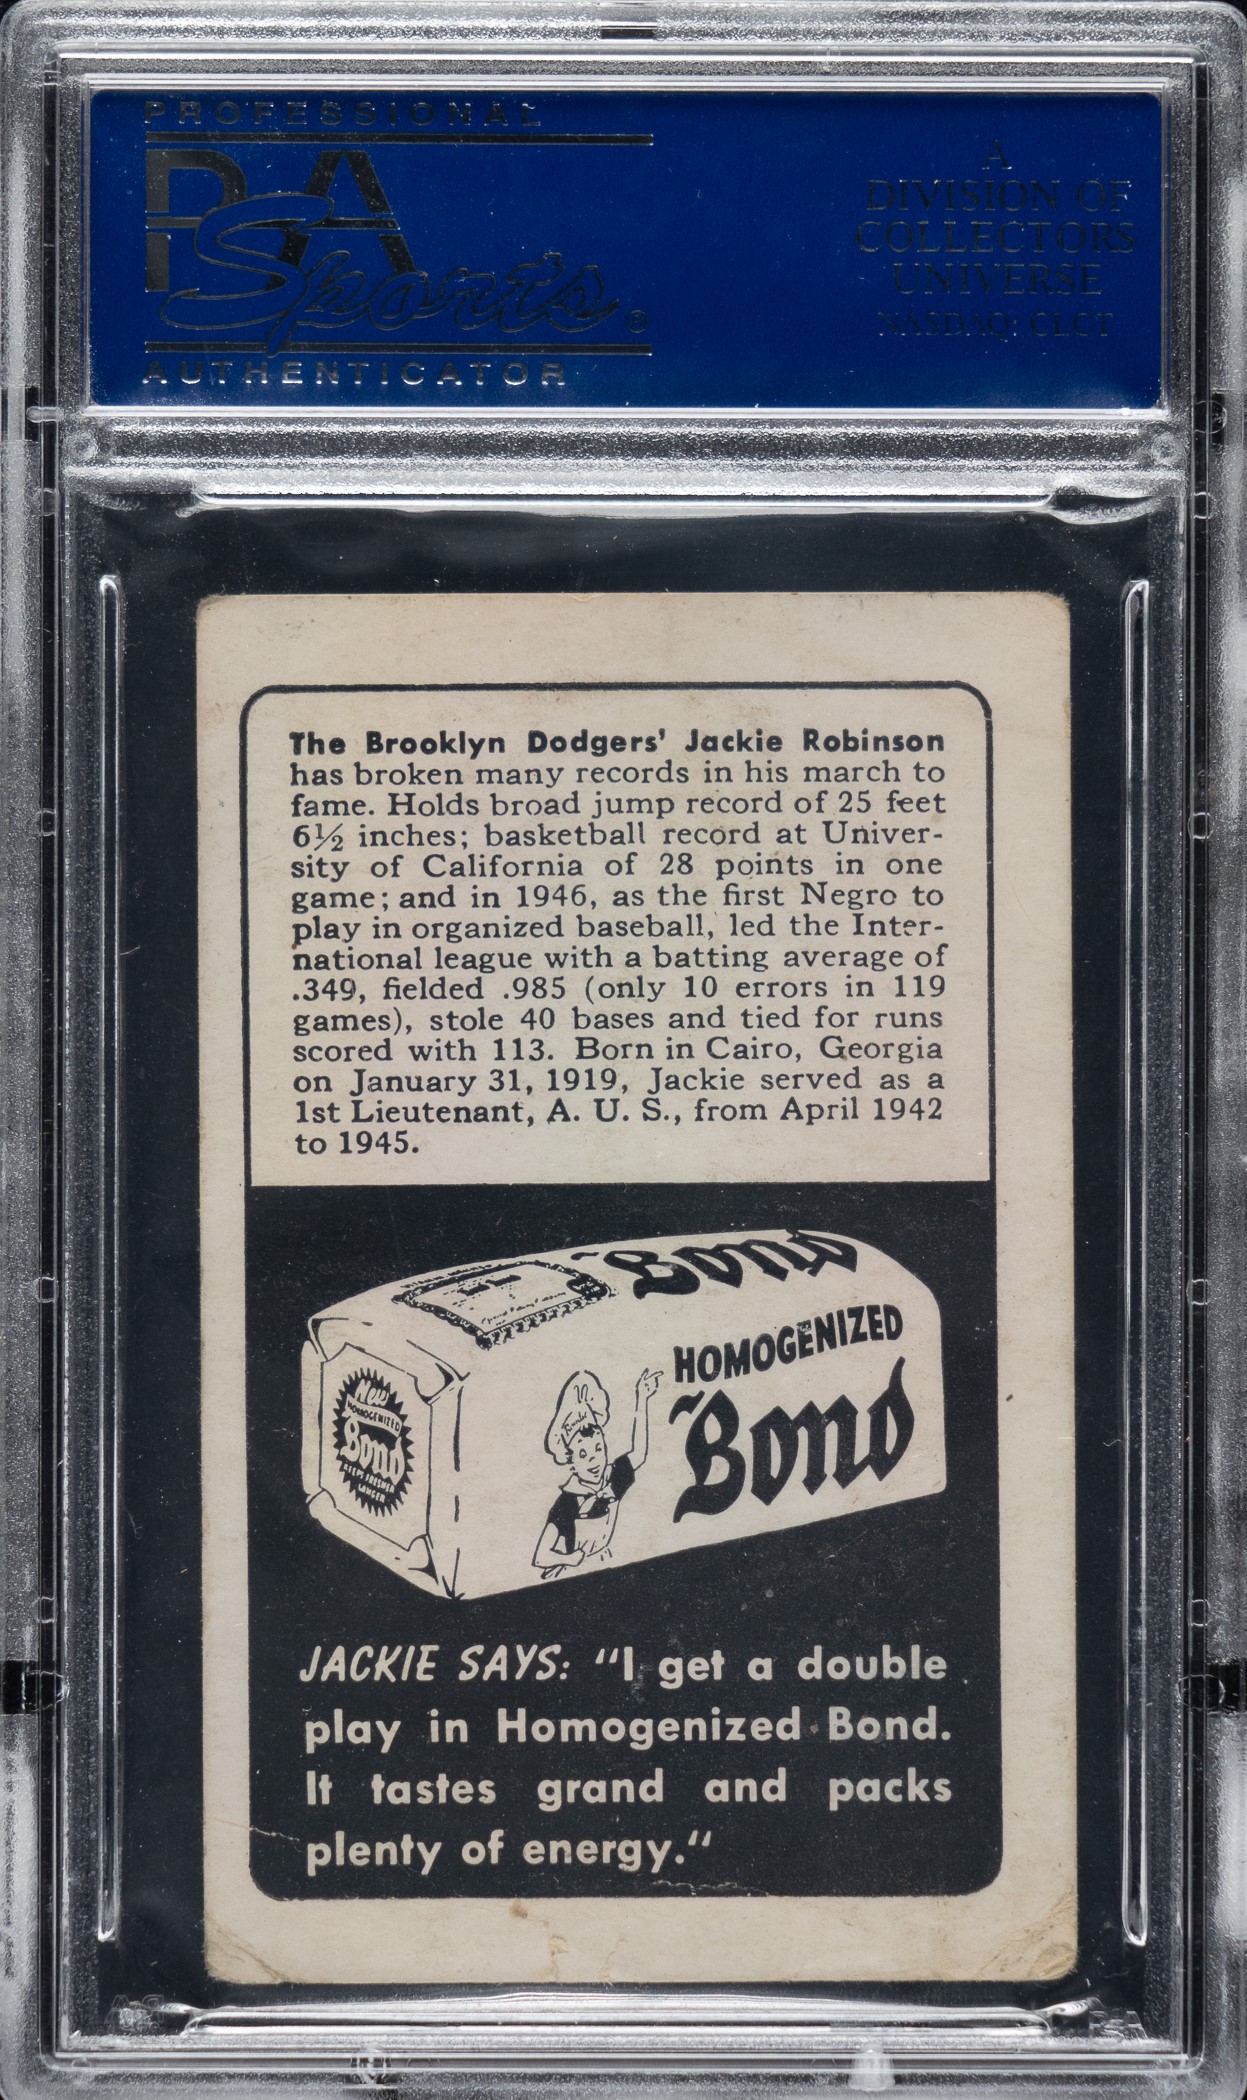 PROFESSIONAL
PSA
Sports®
AUTHENTICATOR
A
DIVISION OF
COLLECTORS
UNIVERSE
NASDAQ: CLCT
The Brooklyn Dodgers' Jackie Robinson
has broken many records in his march to
fame. Holds broad jump record of 25 feet
6½ inches; basketball record at Univer-
sity of California of 28 points in one
game; and in 1946, as the first Negro to
play in organized baseball, led the Inter-
national league with a batting average of
.349, fielded .985 (only 10 errors in 119
games), stole 40 bases and tied for runs
scored with 113. Born in Cairo, Georgia
on January 31, 1919, Jackie served as a
1st Lieutenant, A. U. S., from April 1942
to 1945.
Bond
HOMOGENIZED
Bond
New
HOMOGENIZED
Bond
KEEPS FRESHER
LONGER
JACKIE SAYS: "I get a double
play in Homogenized Bond.
It tastes grand and packs
plenty of energy."